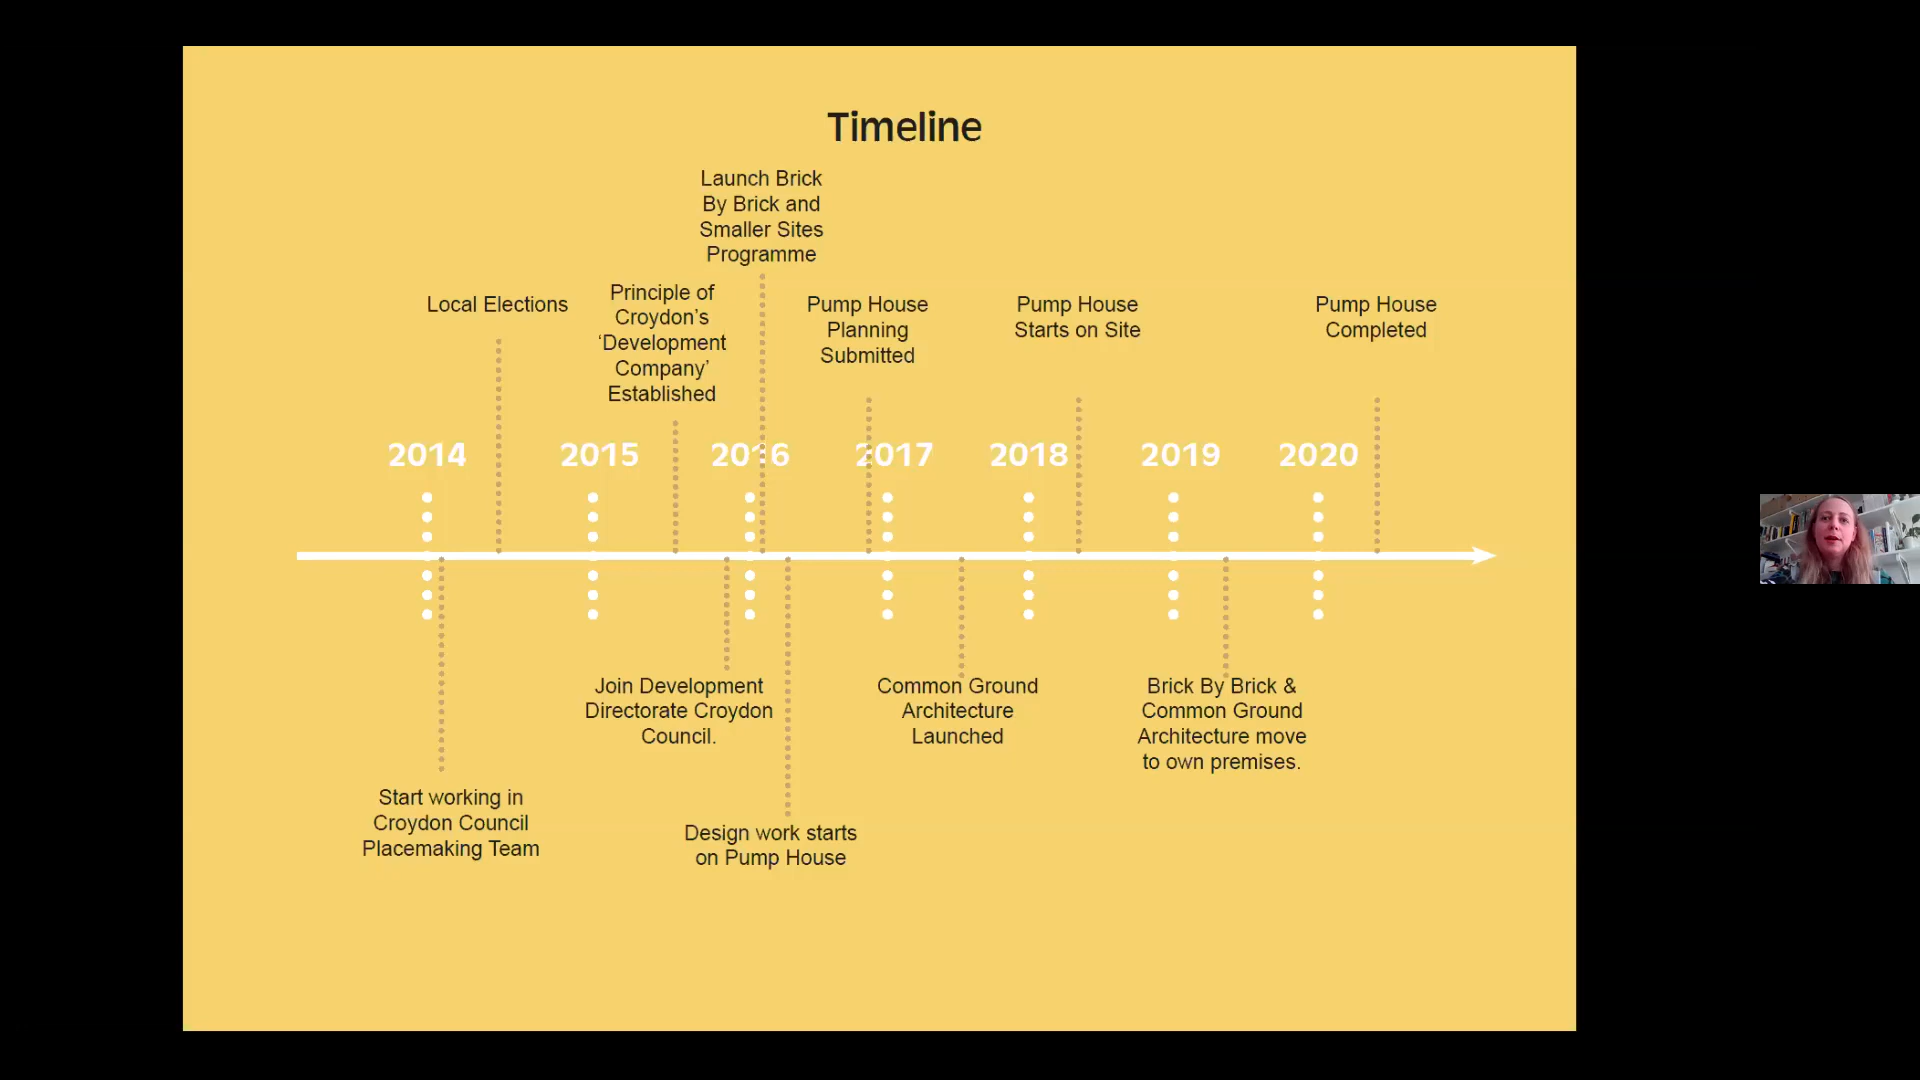 Timeline
Launch Brick
By Brick and
Smaller Sites
Programme
Local Elections
Principle of
Croydon’s
‘Development
Company’
Established
Pump House
Planning
Submitted
Pump House
Starts on Site
Pump House
Completed
2014 2015 2016 2017 2018 2019 2020
Join Development
Directorate Croydon
Council.
Common Ground
Architecture
Launched
Brick By Brick &
Common Ground
Architecture move
to own premises.
Start working in
Croydon Council
Placemaking Team
Design work starts
on Pump House